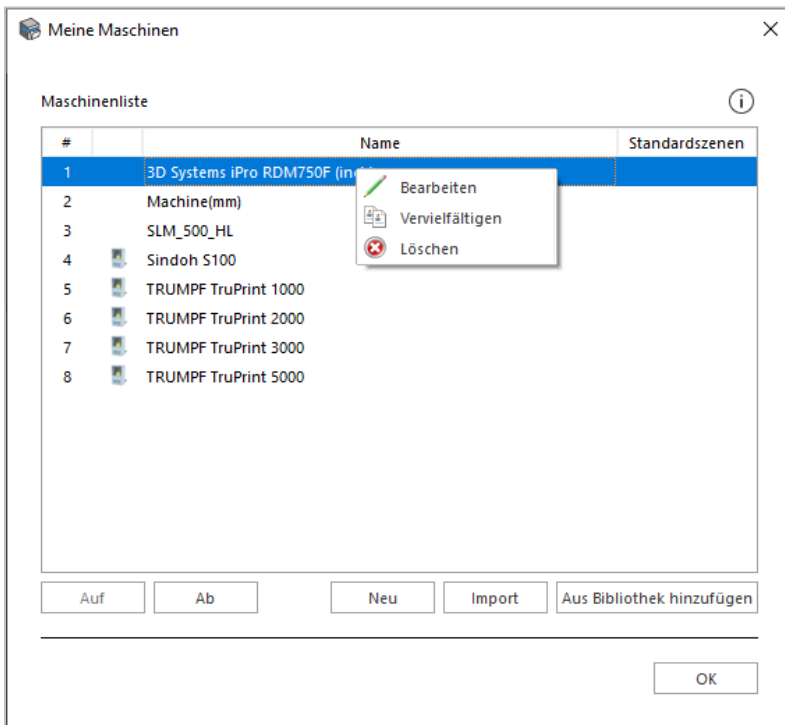 Meine Maschinen
Maschinenliste
# Name Standardszenen
1 3D Systems iPro RDM750F
2 Machine(mm)
3 SLM_500_HL
4 Sindoh S100
5 TRUMPF TruPrint 1000
6 TRUMPF TruPrint 2000
7 TRUMPF TruPrint 3000
8 TRUMPF TruPrint 5000
Bearbeiten
Vervielfältigen
Löschen
Auf Ab Neu Import Aus Bibliothek hinzufügen
OK